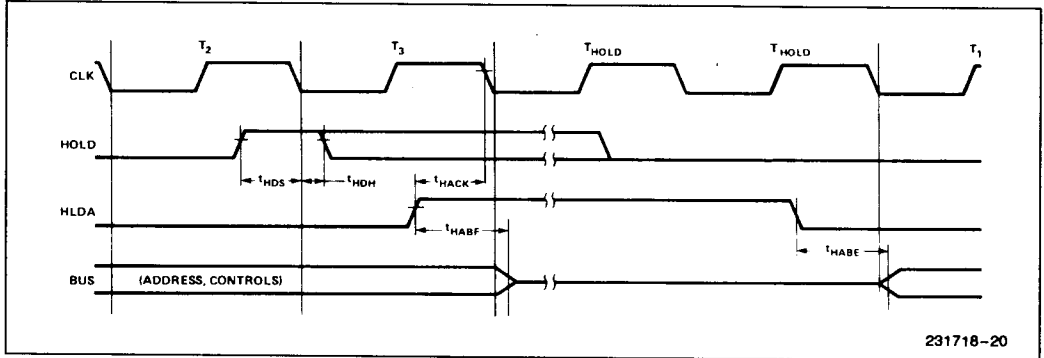 T2 T3 THOLD THOLD T1
CLK
HOLD
tHDS tHDH tHACK
HLDA
tHABF tHABE
BUS (ADDRESS, CONTROLS)
231718-20